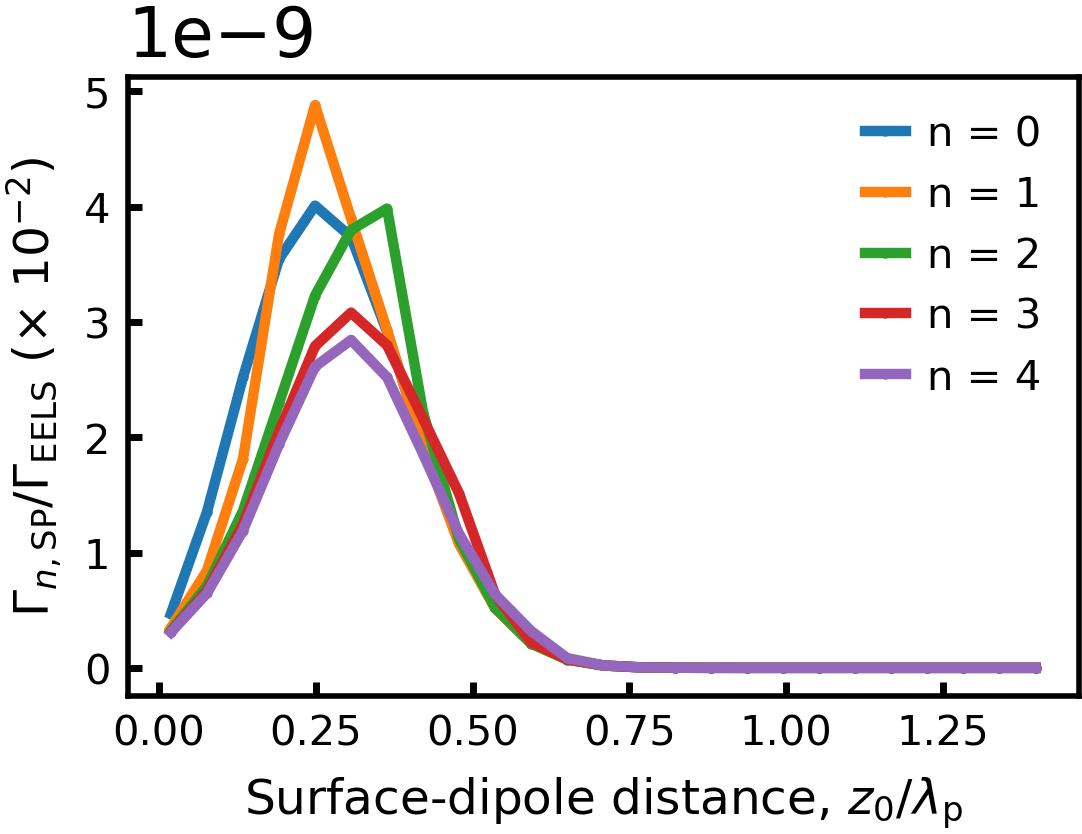 1e−9
Γn, SP/ΓEELS (× 10−2)
5
4
3
2
1
0
n = 0
n = 1
n = 2
n = 3
n = 4
0.00 0.25 0.50 0.75 1.00 1.25
Surface-dipole distance, z0/λp